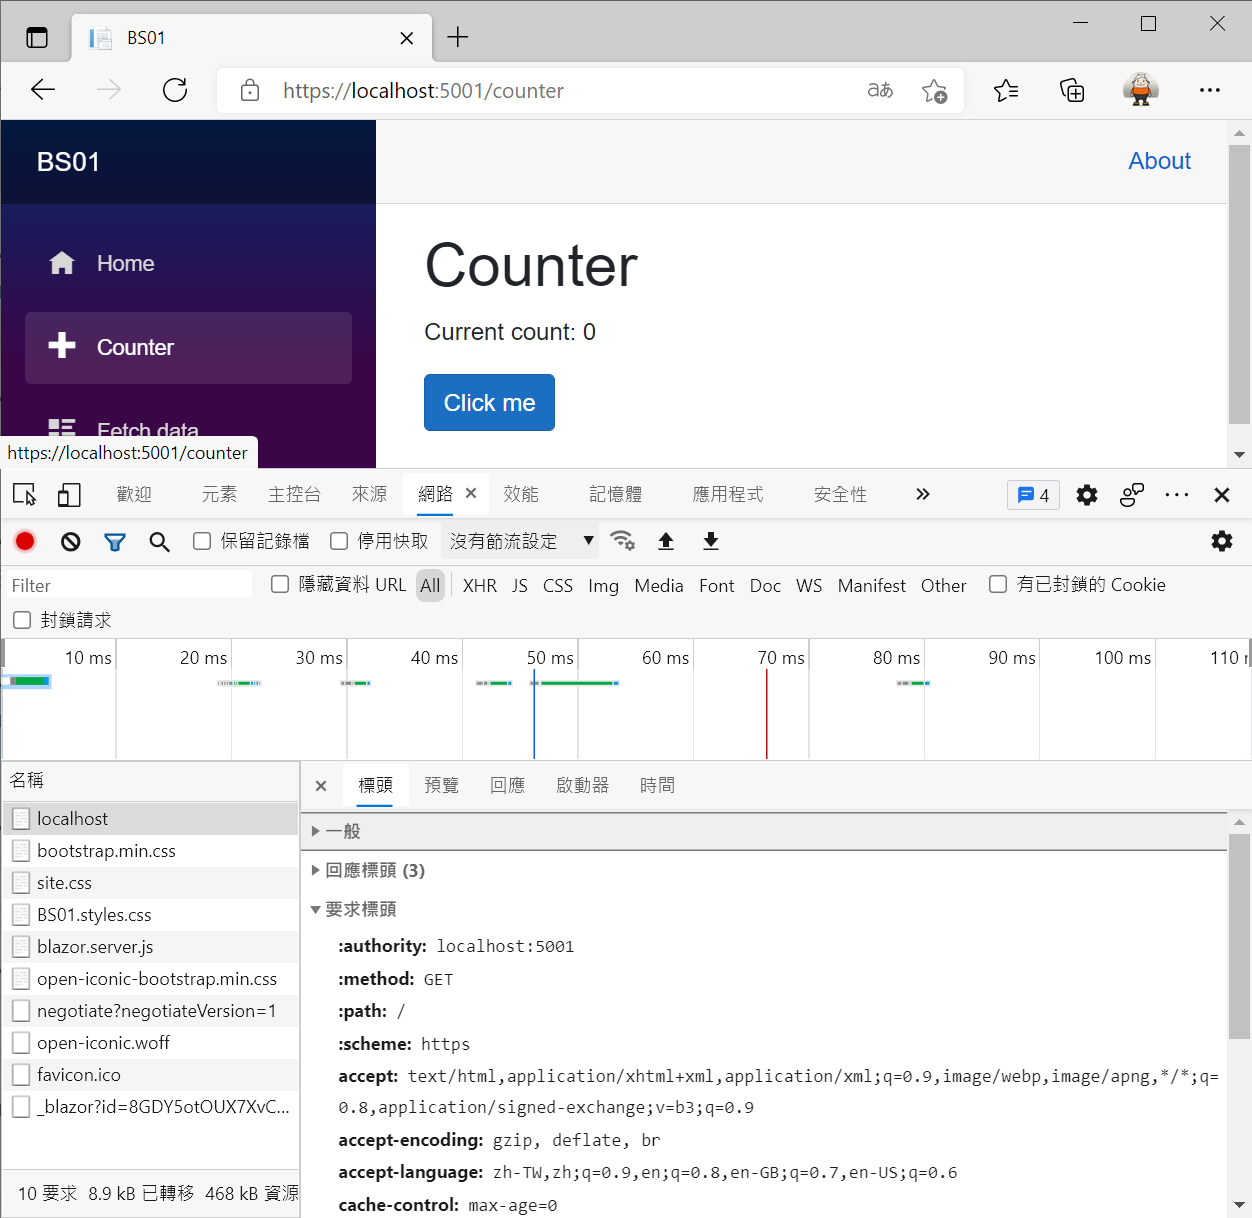 BS01
https://localhost:5001/counter
aあ
BS01
About
Home
Counter
Fetch data
Counter
Current count: 0
Click me
https://localhost:5001/counter
歡迎 元素 主控台 來源 網路 效能 記憶體 應用程式 安全性 4
保留記錄檔 停用快取 沒有節流設定
Filter 隱藏資料 URL All XHR JS CSS Img Media Font Doc WS Manifest Other 有已封鎖的 Cookie
封鎖請求
10 ms 20 ms 30 ms 40 ms 50 ms 60 ms 70 ms 80 ms 90 ms 100 ms 110
名稱
localhost
bootstrap.min.css
site.css
BS01.styles.css
blazor.server.js
open-iconic-bootstrap.min.css
negotiate?negotiateVersion=1
open-iconic.woff
favicon.ico
_blazor?id=8GDY5otOUX7XvC...
10 要求 8.9 kB 已轉移 468 kB 資源
標頭 預覽 回應 啟動器 時間
一般
回應標頭 (3)
要求標頭
:authority: localhost:5001
:method: GET
:path: /
:scheme: https
accept: text/html,application/xhtml+xml,application/xml;q=0.9,image/webp,image/apng,*/*;q=
0.8,application/signed-exchange;v=b3;q=0.9
accept-encoding: gzip, deflate, br
accept-language: zh-TW,zh;q=0.9,en;q=0.8,en-GB;q=0.7,en-US;q=0.6
cache-control: max-age=0